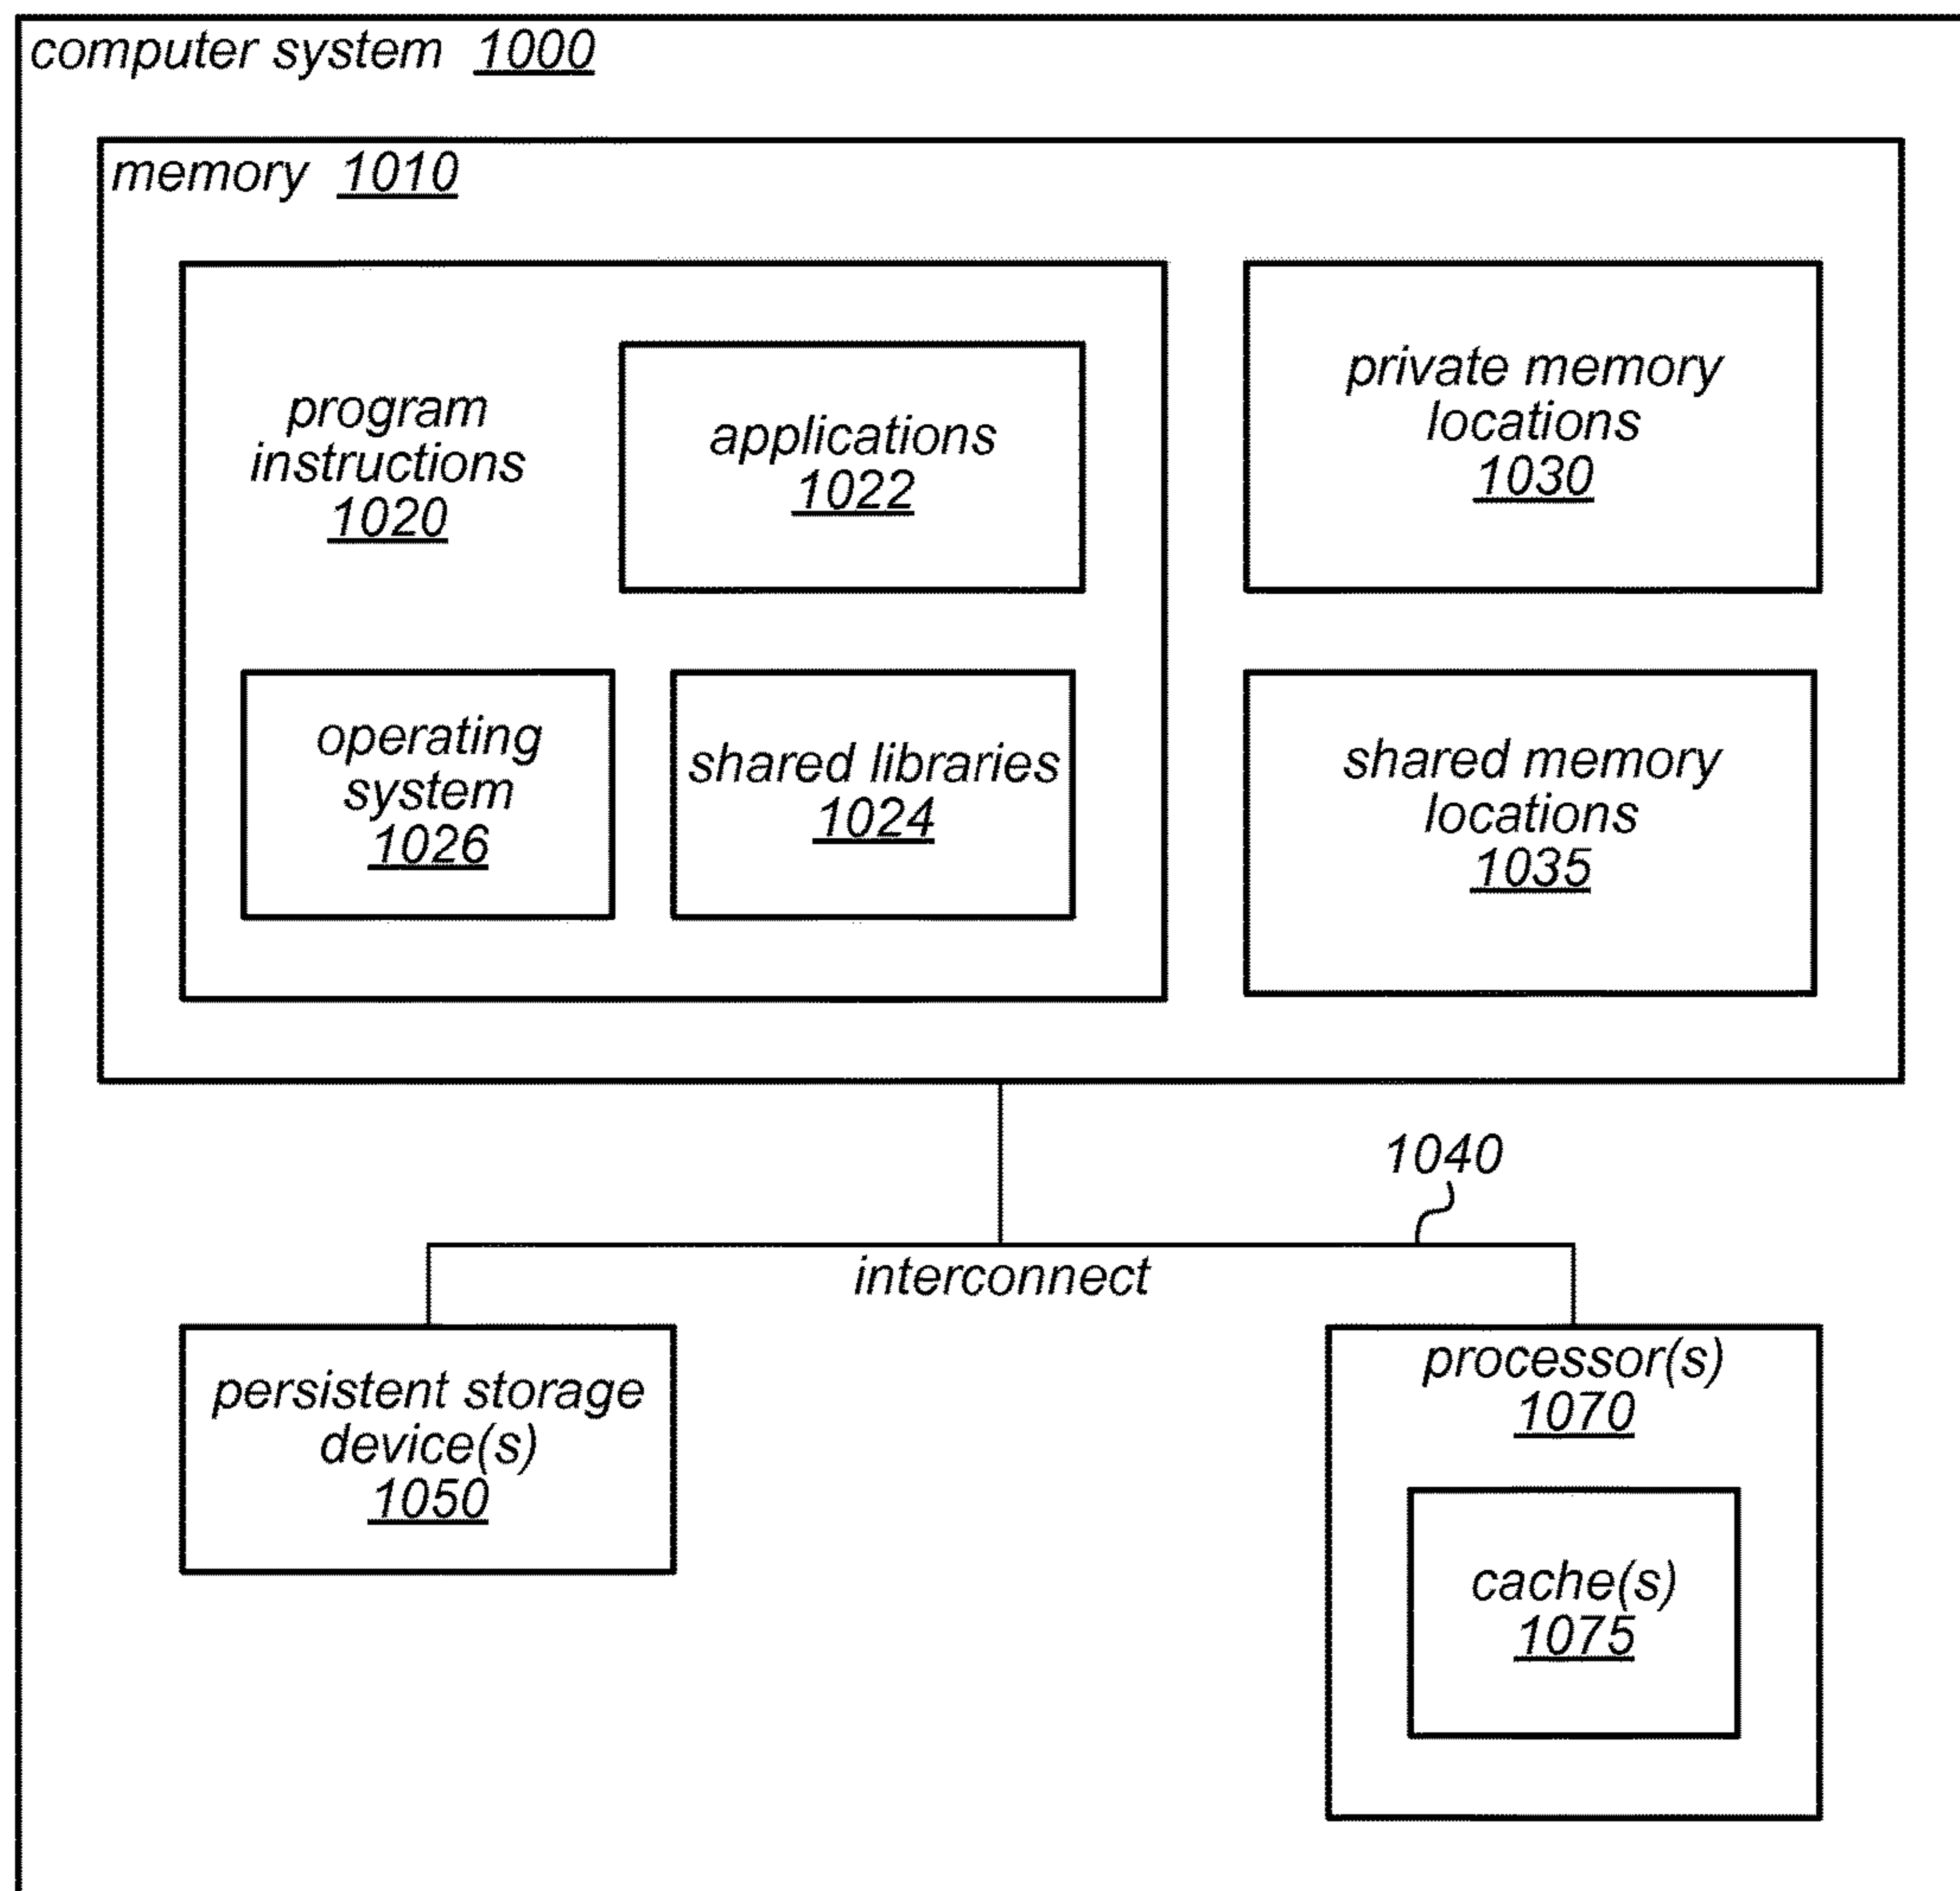 computer system 1000
memory 1010
program
instructions
1020
applications
1022
operating
system
1026
shared libraries
1024
private memory
locations
1030
shared memory
locations
1035
1040
interconnect
persistent storage
device(s)
1050
processor(s)
1070
cache(s)
1075